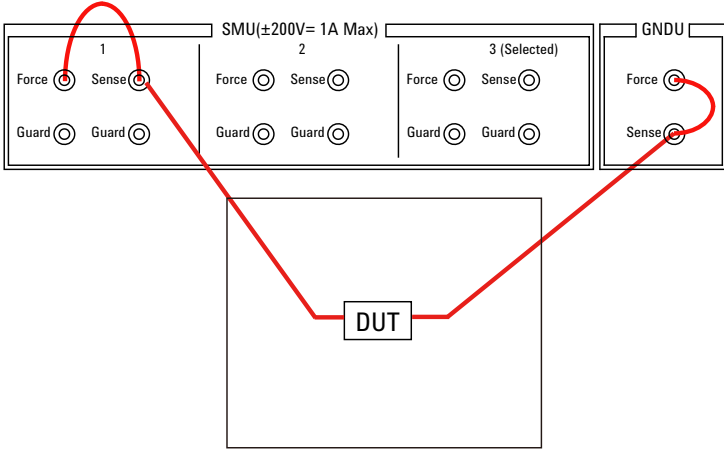 SMU(±200V= 1A Max)
GNDU
1
2
3 (Selected)
Force Sense Force Sense Force Sense Force
Guard Guard Guard Guard Guard Guard Sense
DUT